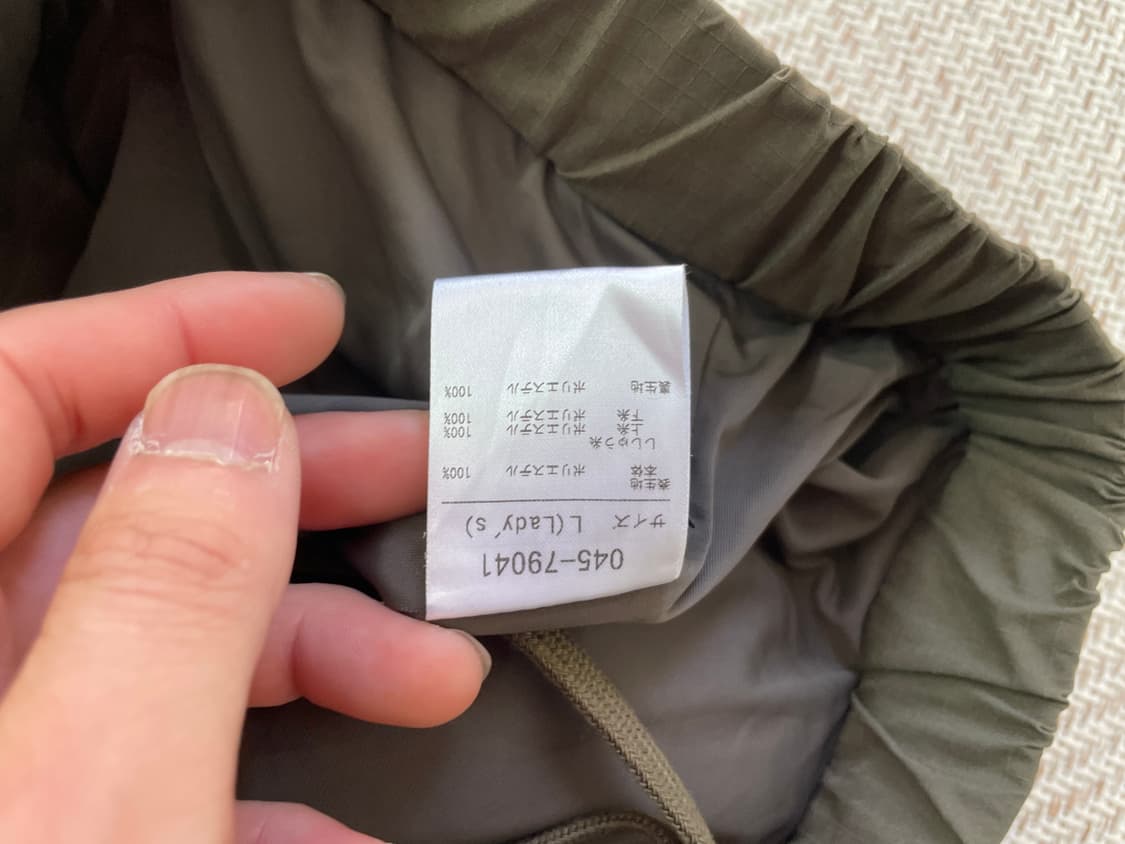 045-79041
サイズ L(Lady's)
表生地
本体 ポリエステル 100%
ししゅう糸
上糸 ポリエステル 100%
下糸 ポリエステル 100%
裏生地 ポリエステル 100%